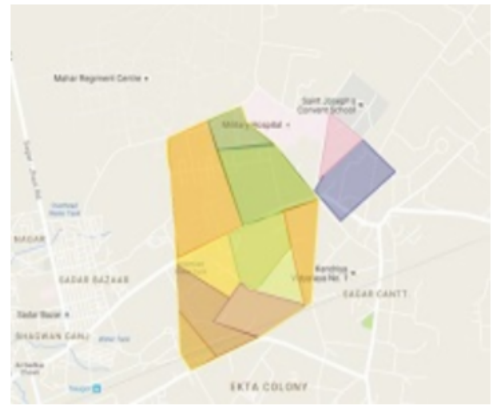 Mahar Regiment Centre
Saint Joseph's
Convent School
Military Hospital
NAGAR
SADAR BAZAAR
Kendriya
Vidyalaya No. 1
SAGAR CANTT
Sadar Bazar
BHAGWAN GANJ
EKTA COLONY